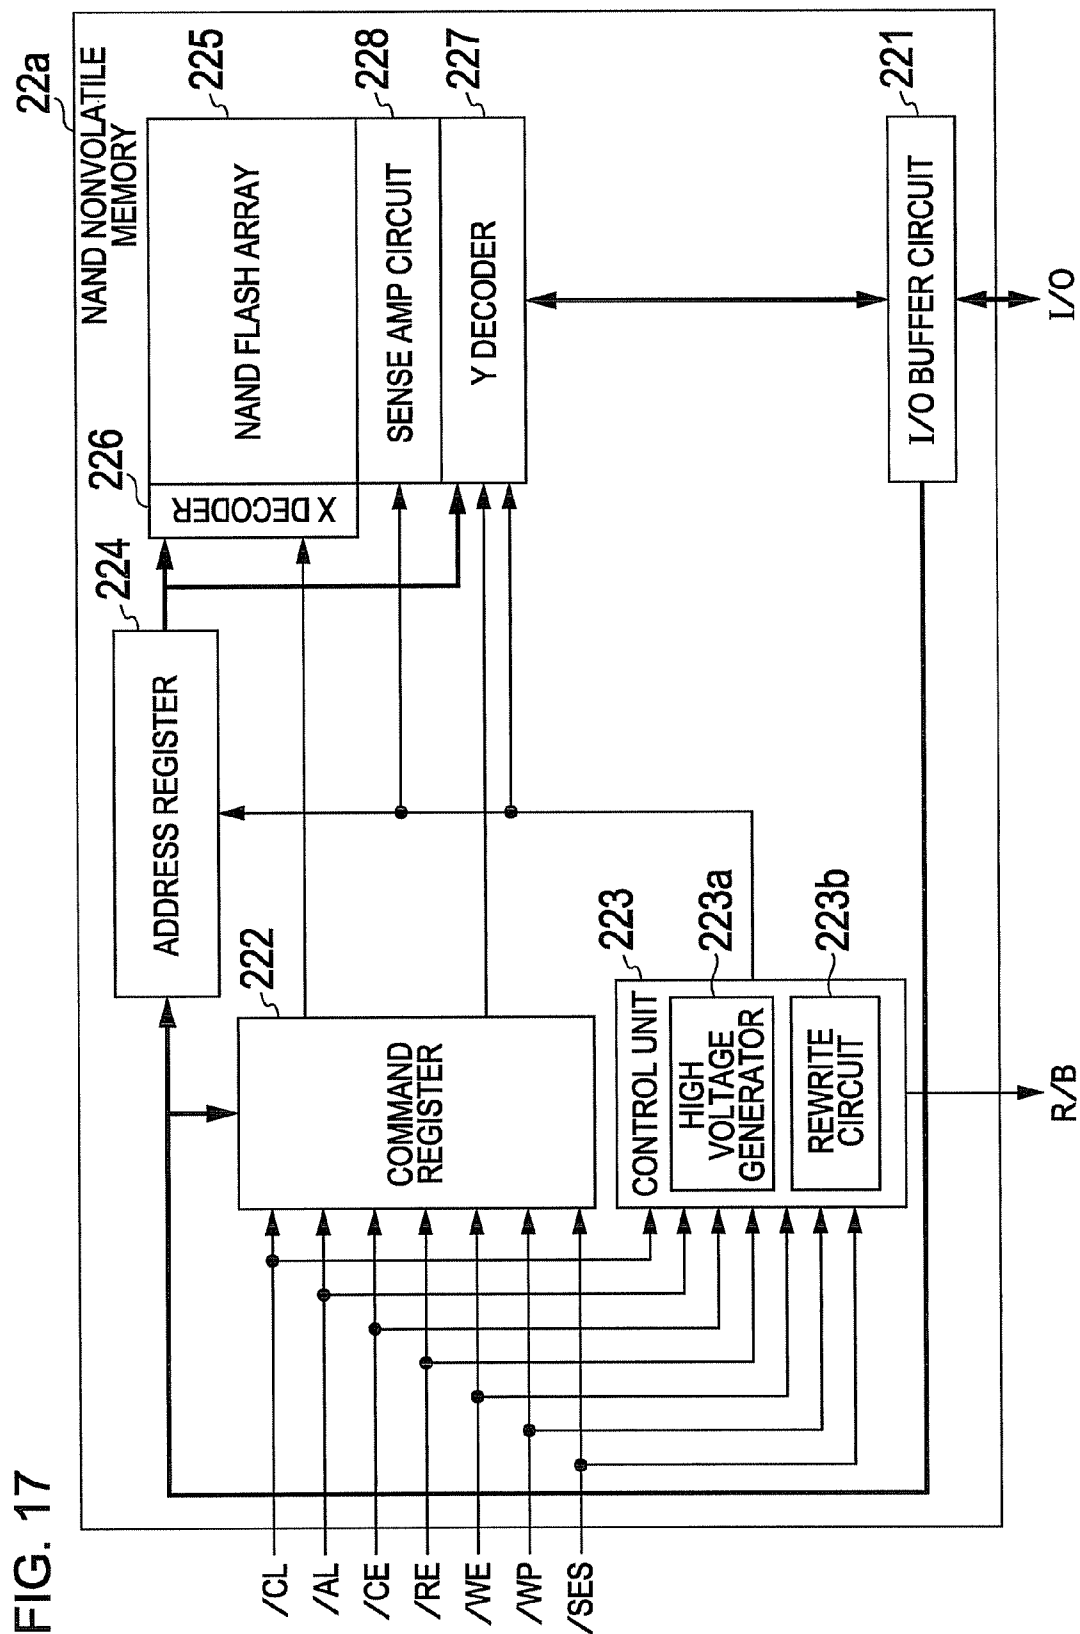 FIG. 17
22a
NAND NONVOLATILE
MEMORY
224
ADDRESS REGISTER
226
X DECODER
225
NAND FLASH ARRAY
228
SENSE AMP CIRCUIT
227
Y DECODER
222
COMMAND
REGISTER
/CL
/AL
/CE
/RE
/WE
/WP
/SES
223
CONTROL UNIT
223a
HIGH
VOLTAGE
GENERATOR
223b
REWRITE
CIRCUIT
221
I/O BUFFER CIRCUIT
R/B
I/O